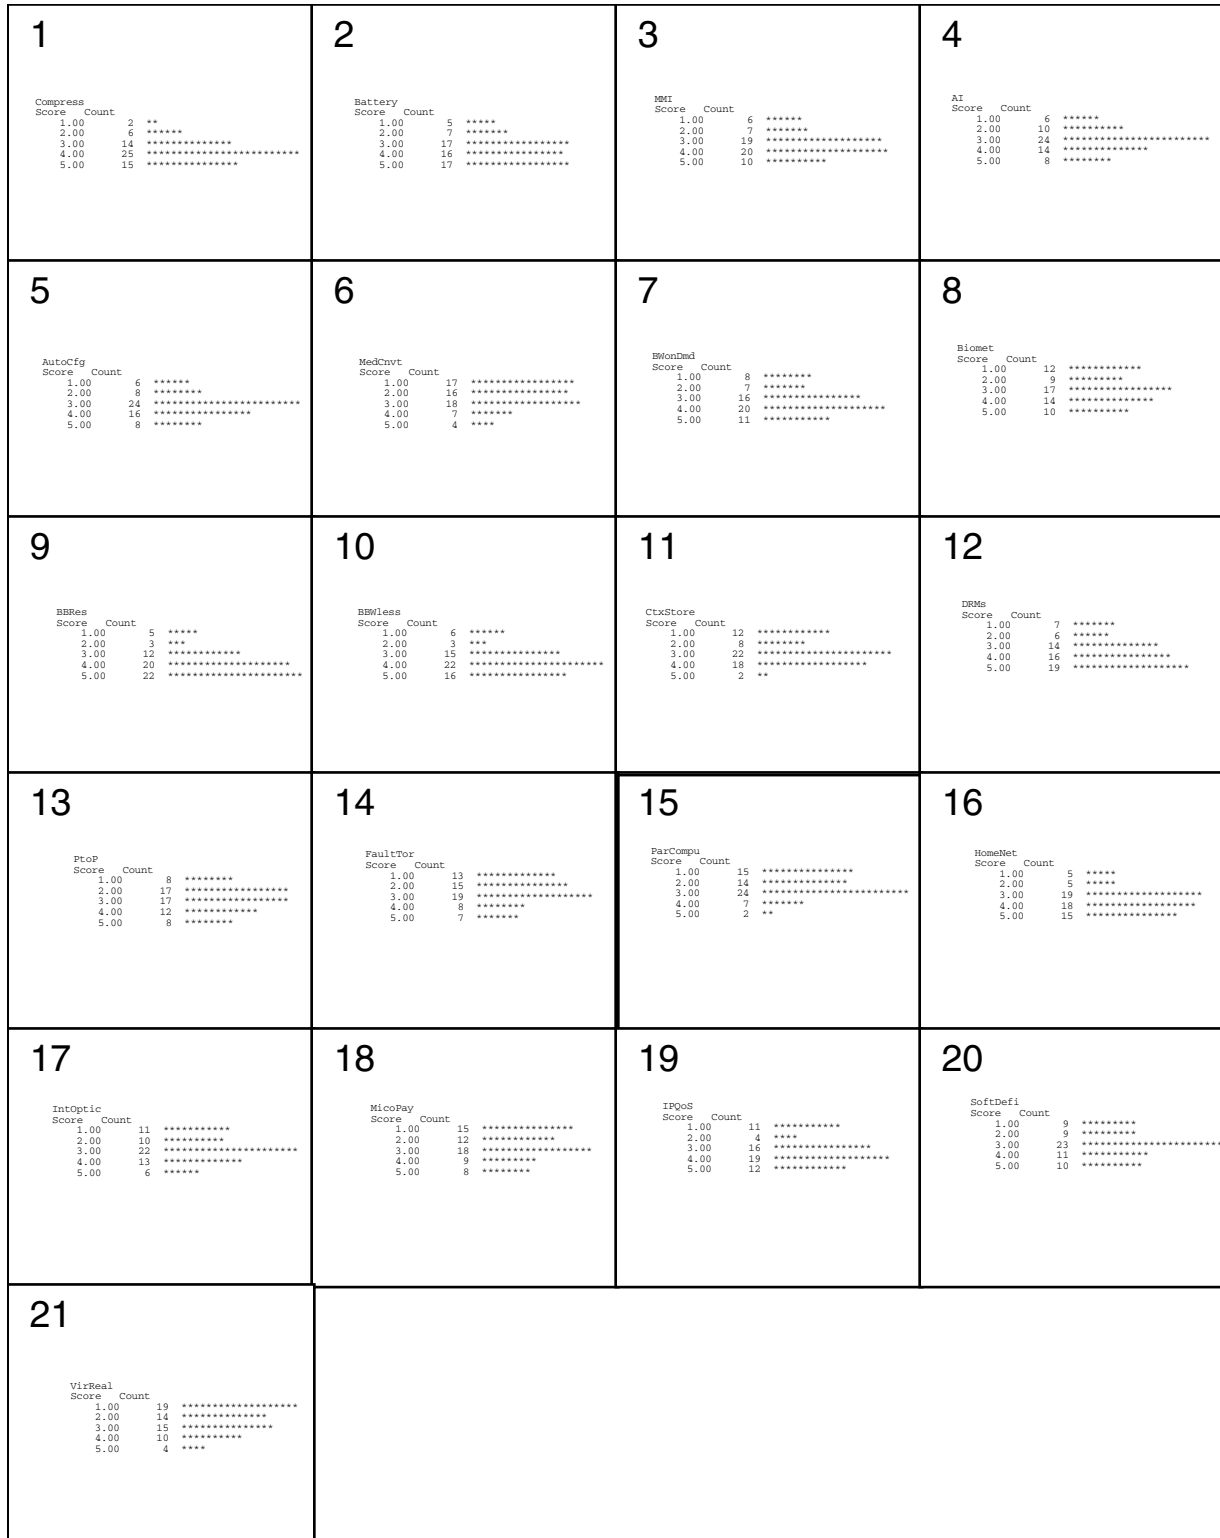 1
Compress
Score Count
1.00 2 **
2.00 6 ******
3.00 14 **************
4.00 25 *************************
5.00 15 ***************
2
Battery
Score Count
1.00 5 *****
2.00 7 *******
3.00 17 *****************
4.00 16 ****************
5.00 17 *****************
3
MMI
Score Count
1.00 6 ******
2.00 7 *******
3.00 19 *******************
4.00 20 ********************
5.00 10 **********
4
AI
Score Count
1.00 6 ******
2.00 10 **********
3.00 24 ************************
4.00 14 **************
5.00 8 ********
5
AutoCfg
Score Count
1.00 6 ******
2.00 8 ********
3.00 24 ************************
4.00 16 ****************
5.00 8 ********
6
MedCnvt
Score Count
1.00 17 *****************
2.00 16 ****************
3.00 18 ******************
4.00 7 *******
5.00 4 ****
7
BWonDmd
Score Count
1.00 8 ********
2.00 7 *******
3.00 16 ****************
4.00 20 ********************
5.00 11 ***********
8
Biomet
Score Count
1.00 12 ************
2.00 9 *********
3.00 17 *****************
4.00 14 **************
5.00 10 **********
9
BBRes
Score Count
1.00 5 *****
2.00 3 ***
3.00 12 ************
4.00 20 ********************
5.00 22 **********************
10
BBWless
Score Count
1.00 6 ******
2.00 3 ***
3.00 15 ***************
4.00 22 **********************
5.00 16 ****************
11
CtxStore
Score Count
1.00 12 ************
2.00 8 ********
3.00 22 **********************
4.00 18 ******************
5.00 2 **
12
DRMs
Score Count
1.00 7 *******
2.00 6 ******
3.00 14 **************
4.00 16 ****************
5.00 19 *******************
13
PtoP
Score Count
1.00 8 ********
2.00 17 *****************
3.00 17 *****************
4.00 12 ************
5.00 8 ********
14
FaultTor
Score Count
1.00 13 *************
2.00 15 ***************
3.00 19 *******************
4.00 8 ********
5.00 7 *******
15
ParCompu
Score Count
1.00 15 ***************
2.00 14 **************
3.00 24 ************************
4.00 7 *******
5.00 2 **
16
HomeNet
Score Count
1.00 5 *****
2.00 5 *****
3.00 19 *******************
4.00 18 ******************
5.00 15 ***************
17
IntOptic
Score Count
1.00 11 ***********
2.00 10 **********
3.00 22 **********************
4.00 13 *************
5.00 6 ******
18
MicoPay
Score Count
1.00 15 ***************
2.00 12 ************
3.00 18 ******************
4.00 9 *********
5.00 8 ********
19
IPQoS
Score Count
1.00 11 ***********
2.00 4 ****
3.00 16 ****************
4.00 19 *******************
5.00 12 ************
20
SoftDefi
Score Count
1.00 9 *********
2.00 9 *********
3.00 23 ***********************
4.00 11 ***********
5.00 10 **********
21
VirReal
Score Count
1.00 19 *******************
2.00 14 **************
3.00 15 ***************
4.00 10 **********
5.00 4 ****